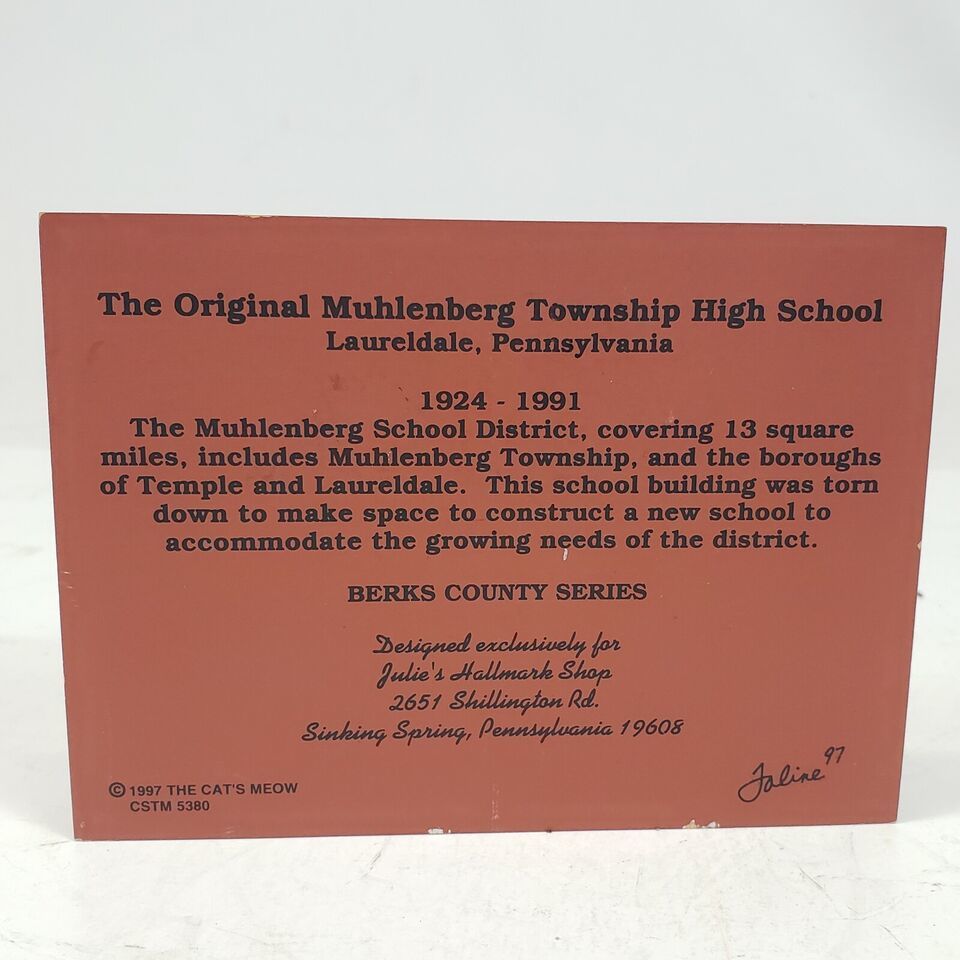 The Original Muhlenberg Township High School
Laureldale, Pennsylvania
1924 - 1991
The Muhlenberg School District, covering 13 square
miles, includes Muhlenberg Township, and the boroughs
of Temple and Laureldale. This school building was torn
down to make space to construct a new school to
accommodate the growing needs of the district.
BERKS COUNTY SERIES
Designed exclusively for
Julie's Hallmark Shop
2651 Shillington Rd.
Sinking Spring, Pennsylvania 19608
Faline 97
© 1997 THE CAT'S MEOW
CSTM 5380